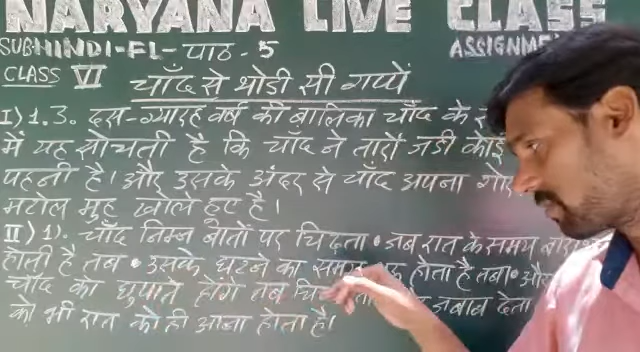 NARYANA LIVE CLASS
SUB:HINDI-FL-पाठ-5 ASSIGNME
CLASS VI चाँद से थोडी सी गप्पें
I) 1.3. दस-ग्यारह वर्ष की बालिका चाँद के
में यह सोचती है कि चाँद ने तारों जडी कोई
पहनी है। और उसके अंदर से चाँद अपना गोर
मटोल मुह खोले हुए है।
II) 1). चाँद निम्न बातों पर चिढता • जब रात के समय बारा
होती है तब • उसके घटने का समय होता है तबा • और
चाँद का छुपाते होगे तब जबाब देता
को भी रात को ही आना होता है।